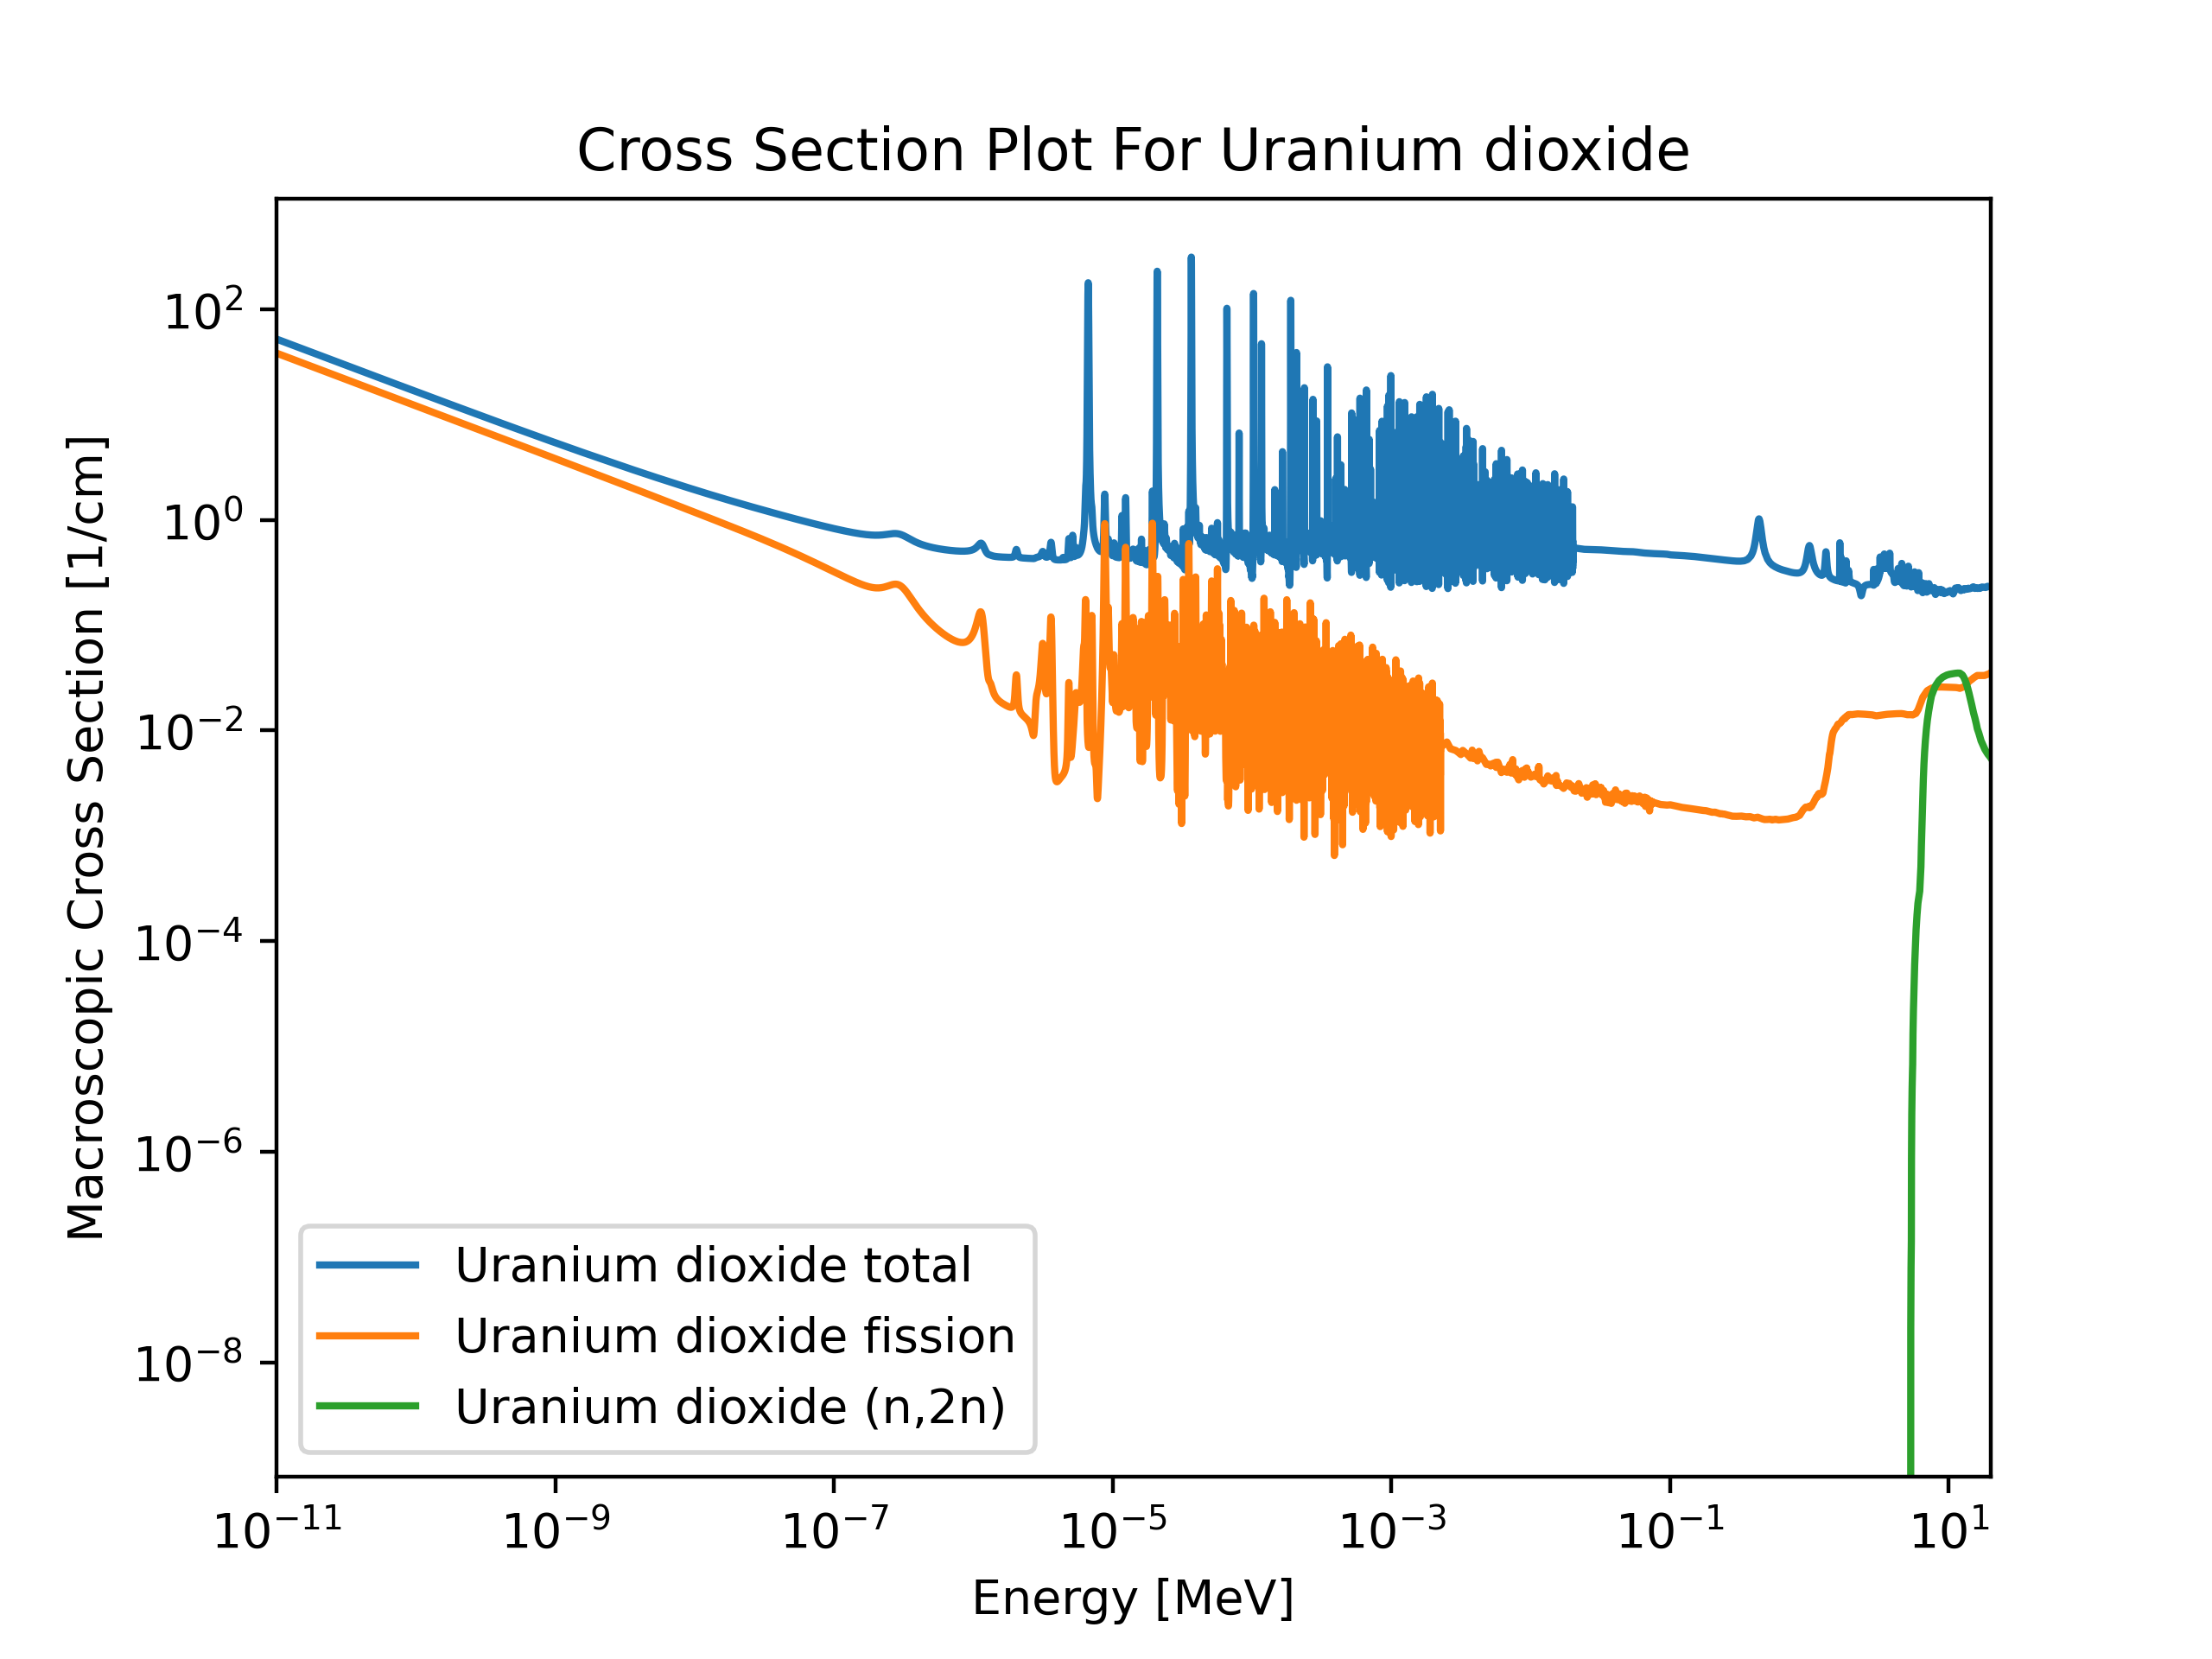 Cross Section Plot For Uranium dioxide
Macroscopic Cross Section [1/cm]
10²
10⁰
10⁻²
10⁻⁴
10⁻⁶
10⁻⁸
Uranium dioxide total
Uranium dioxide fission
Uranium dioxide (n,2n)
10⁻¹¹ 10⁻⁹ 10⁻⁷ 10⁻⁵ 10⁻³ 10⁻¹ 10¹
Energy [MeV]